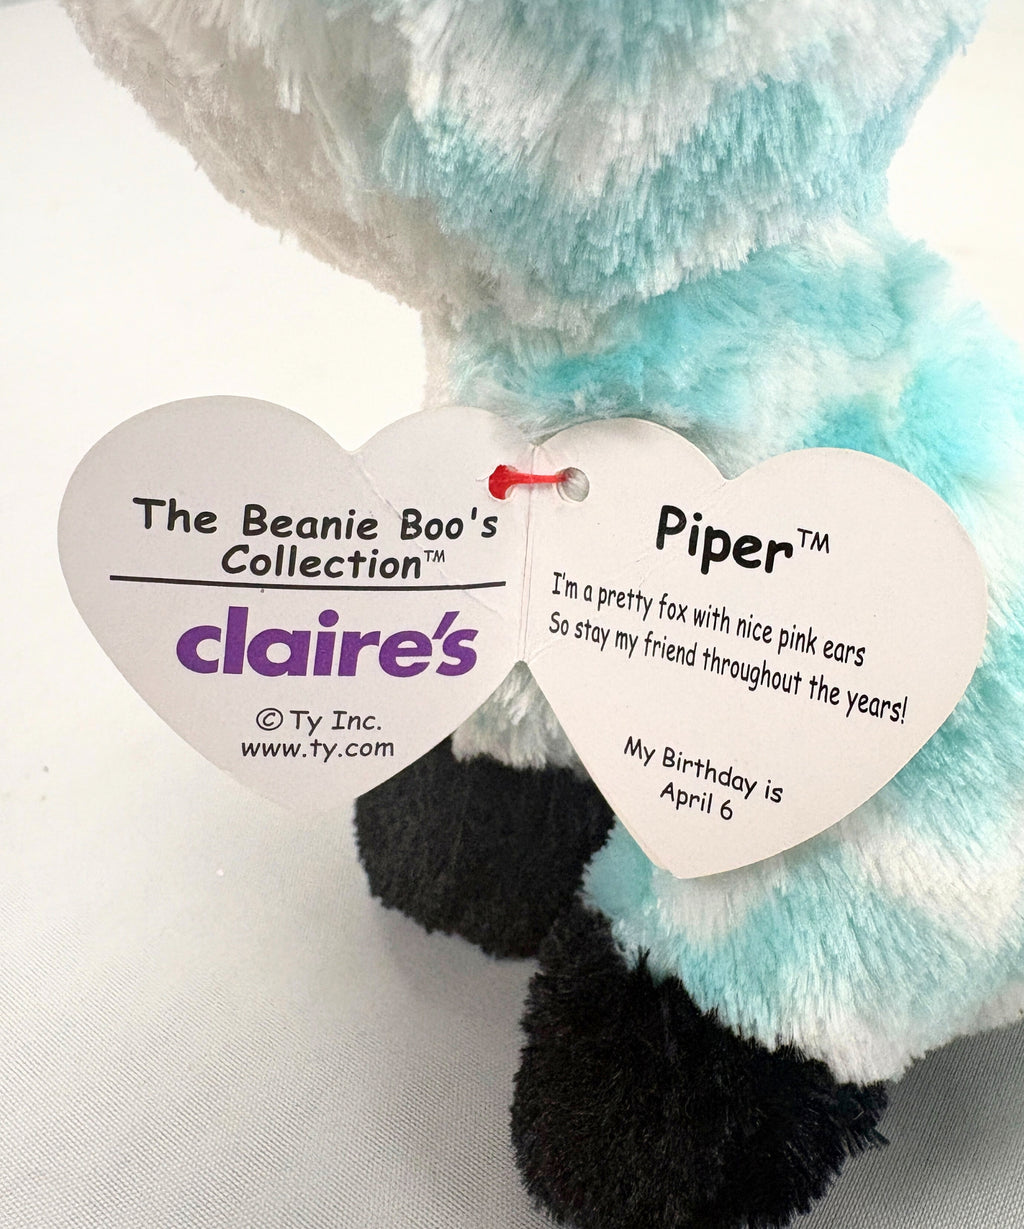 The Beanie Boo's
Collection™
claire's
© Ty Inc.
www.ty.com
Piper™
I'm a pretty fox with nice pink ears
So stay my friend throughout the years!
My Birthday is
April 6